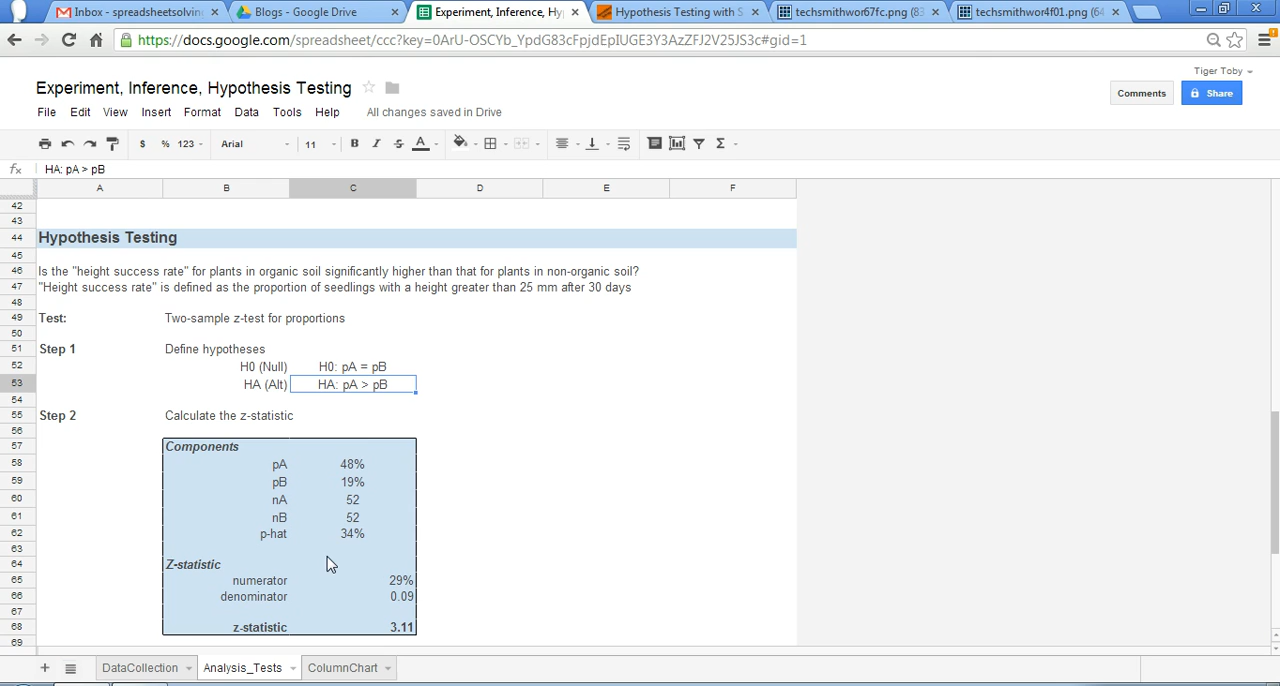 Inbox - spreadsheetsolvin
Blogs - Google Drive
Experiment, Inference, Hy
Hypothesis Testing with S
techsmithwor67fc.png (83
techsmithwor4f01.png (64
https://docs.google.com/spreadsheet/ccc?key=0ArU-OSCYb_YpdG83cFpjdEpIUGE3Y3AzZFJ2V25JS3c#gid=1
Tiger Toby
Experiment, Inference, Hypothesis Testing
Comments
Share
File Edit View Insert Format Data Tools Help All changes saved in Drive
$ % 123 Arial 11 B I S A Σ
fx HA: pA > pB
A B C D E F
42
43
44 Hypothesis Testing
45
46 Is the "height success rate" for plants in organic soil significantly higher than that for plants in non-organic soil?
47 "Height success rate" is defined as the proportion of seedlings with a height greater than 25 mm after 30 days
48
49 Test: Two-sample z-test for proportions
50
51 Step 1 Define hypotheses
52 H0 (Null) H0: pA = pB
53 HA (Alt) HA: pA > pB
54
55 Step 2 Calculate the z-statistic
56
57 Components
58 pA 48%
59 pB 19%
60 nA 52
61 nB 52
62 p-hat 34%
63
64 Z-statistic
65 numerator 29%
66 denominator 0.09
67
68 z-statistic 3.11
69
DataCollection Analysis_Tests ColumnChart